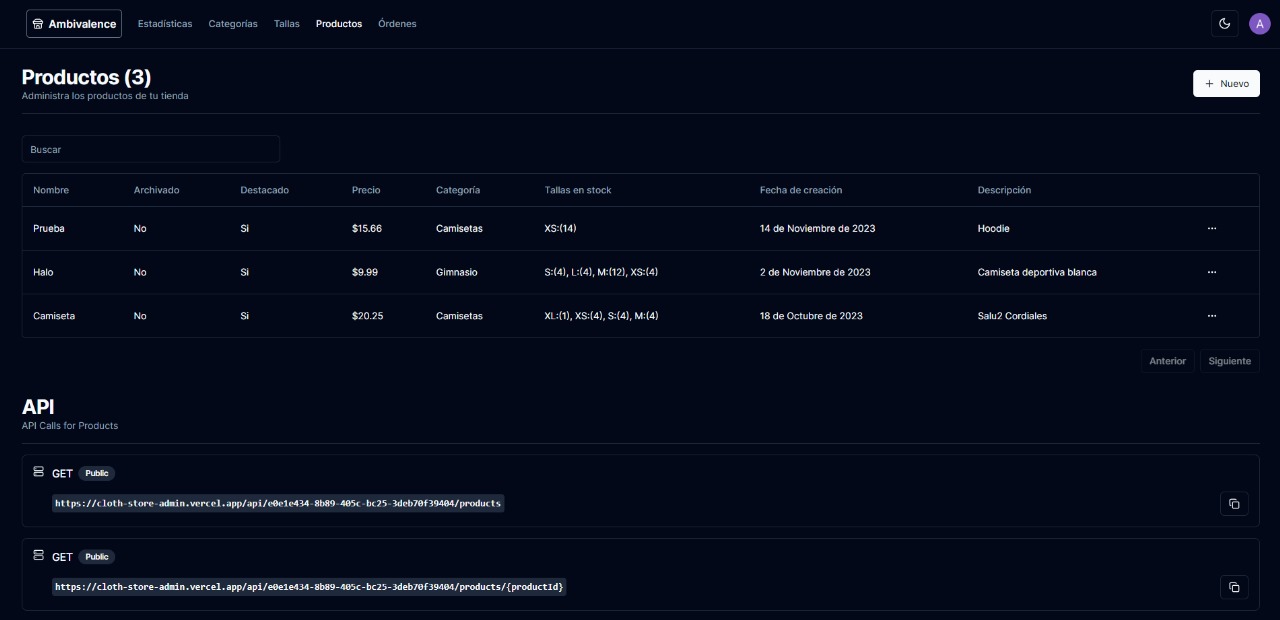 Ambivalence Estadísticas Categorías Tallas Productos Órdenes A
Productos (3)
Administra los productos de tu tienda
+ Nuevo
Buscar
Nombre Archivado Destacado Precio Categoría Tallas en stock Fecha de creación Descripción
Prueba No Si $15.66 Camisetas XS:(14) 14 de Noviembre de 2023 Hoodie ...
Halo No Si $9.99 Gimnasio S:(4), L:(4), M:(12), XS:(4) 2 de Noviembre de 2023 Camiseta deportiva blanca ...
Camiseta No Si $20.25 Camisetas XL:(1), XS:(4), S:(4), M:(4) 18 de Octubre de 2023 Salu2 Cordiales ...
Anterior Siguiente
API
API Calls for Products
GET Public
https://cloth-store-admin.vercel.app/api/e0e1e434-8b89-405c-bc25-3deb70f39404/products
GET Public
https://cloth-store-admin.vercel.app/api/e0e1e434-8b89-405c-bc25-3deb70f39404/products/{productId}